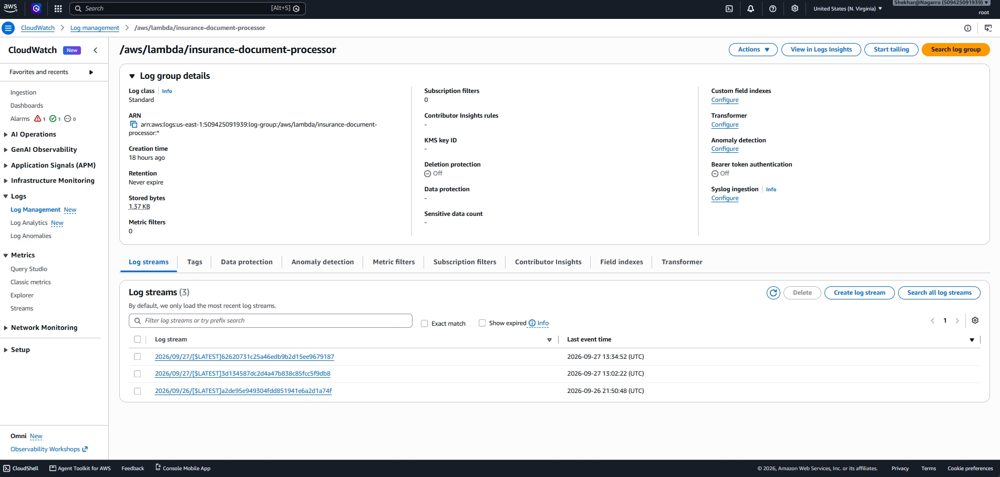 aws
Search [Alt+S]
United States (N. Virginia)
Shekhar@Nagarro (509425091939)
root
CloudWatch
Log management
/aws/lambda/insurance-document-processor
CloudWatch New
Favorites and recents
Ingestion
Dashboards
Alarms 1 1 0
AI Operations
GenAI Observability
Application Signals (APM)
Infrastructure Monitoring
Logs
Log Management New
Log Analytics New
Log Anomalies
Metrics
Query Studio
Classic metrics
Explorer
Streams
Network Monitoring
Setup
Omni New
Observability Workshops
/aws/lambda/insurance-document-processor
Actions
View in Logs Insights
Start tailing
Search log group
Log group details
Log class Info
Standard
ARN
arn:aws:logs:us-east-1:509425091939:log-group:/aws/lambda/insurance-document-
processor:*
Creation time
18 hours ago
Retention
Never expire
Stored bytes
1.37 KB
Metric filters
0
Subscription filters
0
Contributor Insights rules
-
KMS key ID
-
Deletion protection
Off
Data protection
-
Sensitive data count
-
Custom field indexes
Configure
Transformer
Configure
Anomaly detection
Configure
Bearer token authentication
Off
Syslog ingestion Info
Configure
Log streams
Tags
Data protection
Anomaly detection
Metric filters
Subscription filters
Contributor Insights
Field indexes
Transformer
Log streams (3)
Delete
Create log stream
Search all log streams
By default, we only load the most recent log streams.
Filter log streams or try prefix search
Exact match
Show expired Info
1
Log stream
Last event time
2026/09/27/[$LATEST]62620731c25a46edb9b2d15ee9679187 2026-09-27 13:34:52 (UTC)
2026/09/27/[$LATEST]3d134587dc2d4a47b838c85fcc5f9db8 2026-09-27 13:02:22 (UTC)
2026/09/26/[$LATEST]a2de95e949304fdd851941e6a2d1a74f 2026-09-26 21:50:48 (UTC)
CloudShell
Agent Toolkit for AWS
Feedback
Console Mobile App
© 2026, Amazon Web Services, Inc. or its affiliates.
Privacy
Terms
Cookie preferences